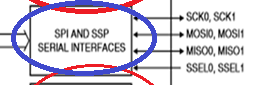 SPI AND SSP
SERIAL INTERFACES
SCK0, SCK1
MOSI0, MOSI1
MISO0, MISO1
SSEL0, SSEL1